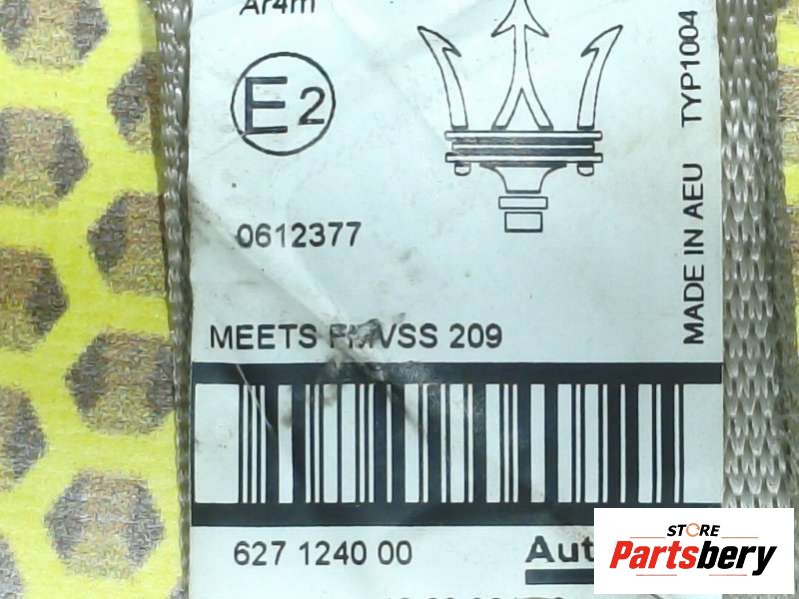 Ar4m
E2
0612377
MADE IN AEU TYP1004
MEETS FMVSS 209
627 1240 00
Aut
STORE
Partsbery